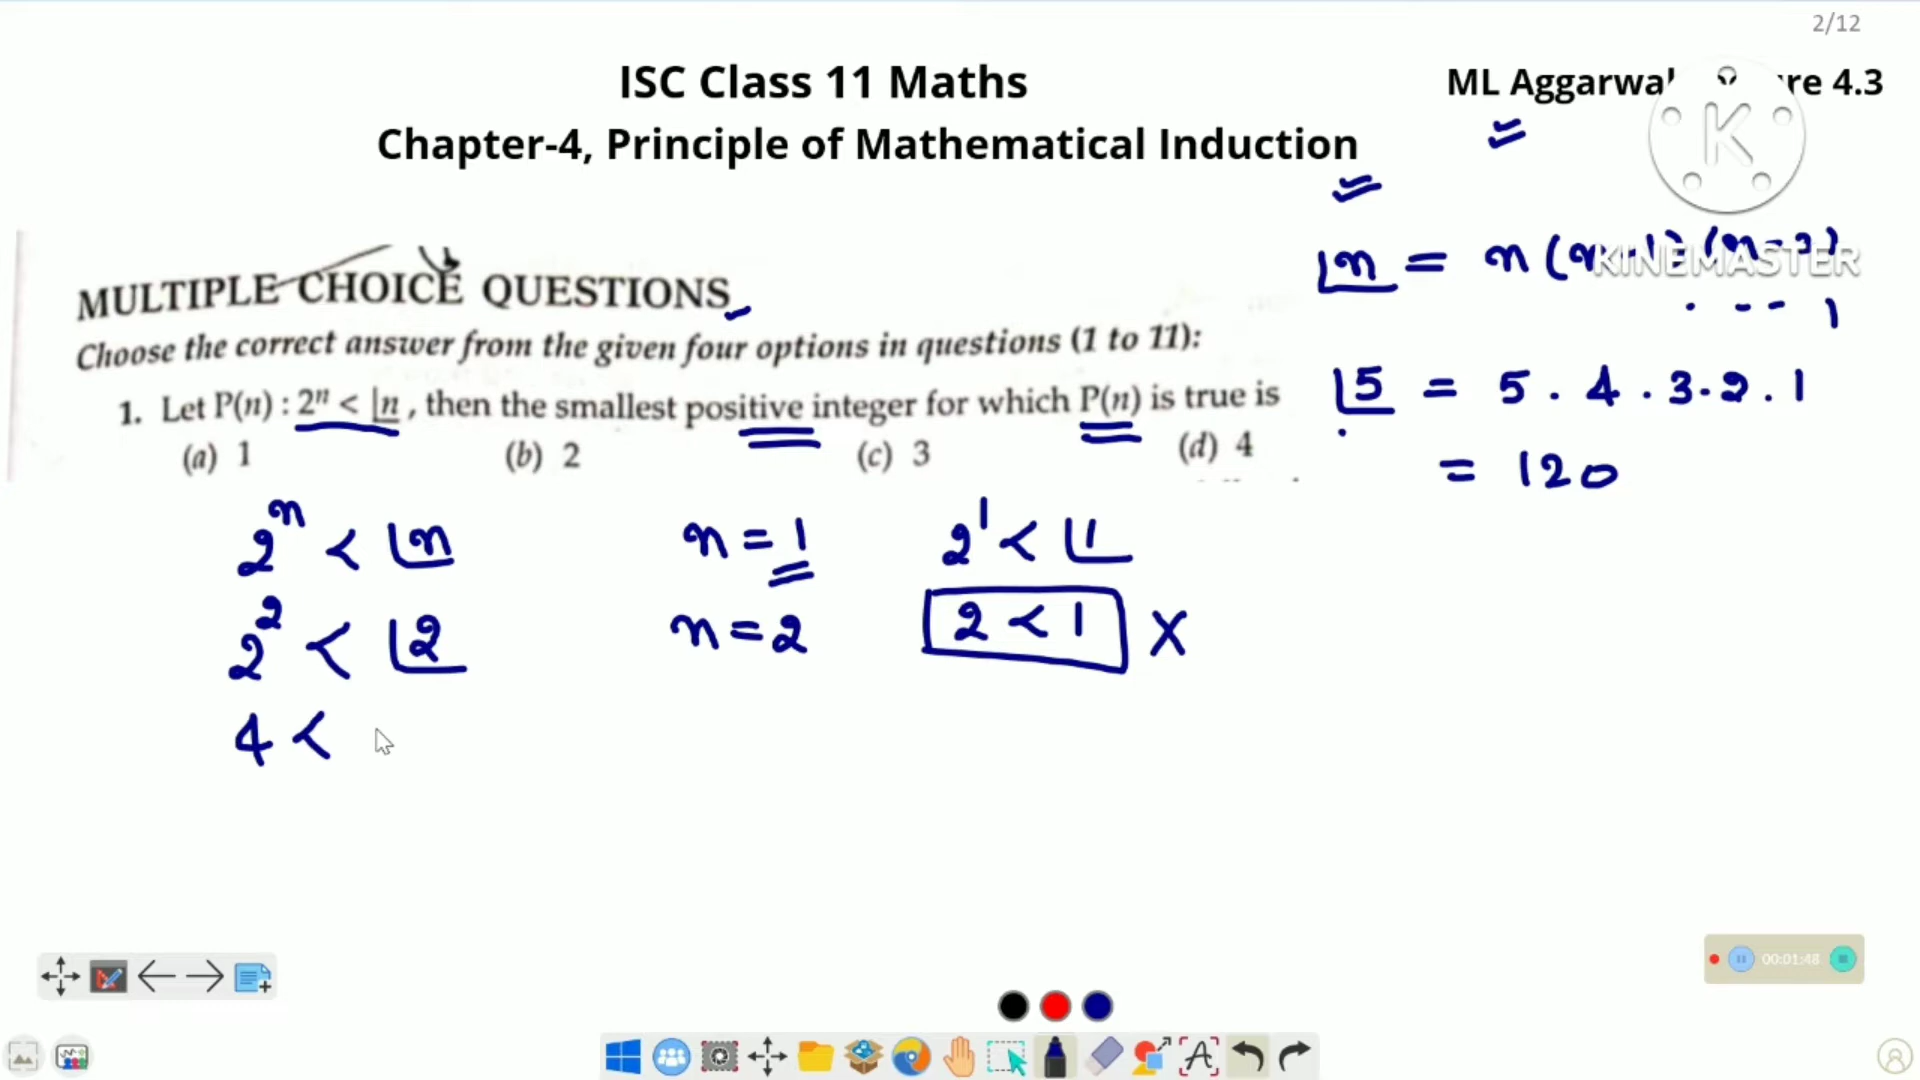 2/12
ISC Class 11 Maths
ML Aggarwal re 4.3
Chapter-4, Principle of Mathematical Induction
K
KINEMASTER
MULTIPLE CHOICE QUESTIONS
Choose the correct answer from the given four options in questions (1 to 11):
1. Let P(n) : 2ⁿ < |n, then the smallest positive integer for which P(n) is true is
(a) 1 (b) 2 (c) 3 (d) 4
|n = n (n-1) (n-2)
. - - 1
|5 = 5 . 4 . 3 . 2 . 1
= 120
2ⁿ < |n n = 1 2¹ < |1
2² < |2 n = 2 2 < 1 X
4 <
00:01:48